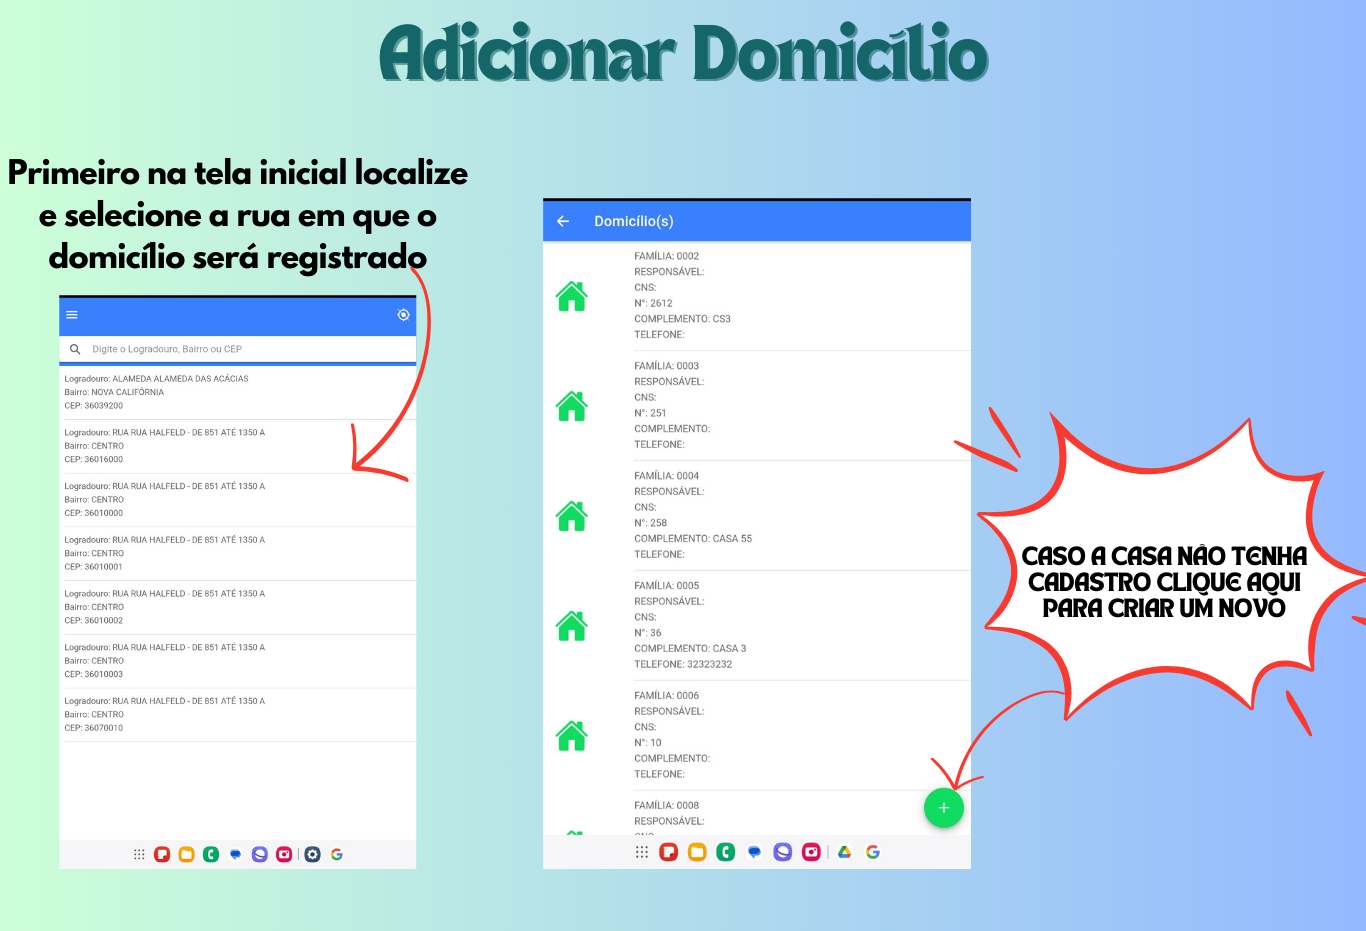 Adicionar Domicílio
Primeiro na tela inicial localize
e selecione a rua em que o
domicílio será registrado
Digite o Logradouro, Bairro ou CEP
Logradouro: ALAMEDA ALAMEDA DAS ACÁCIAS
Bairro: NOVA CALIFÓRNIA
CEP: 36039200
Logradouro: RUA RUA HALFELD - DE 851 ATÉ 1350 A
Bairro: CENTRO
CEP: 36016000
Logradouro: RUA RUA HALFELD - DE 851 ATÉ 1350 A
Bairro: CENTRO
CEP: 36010000
Logradouro: RUA RUA HALFELD - DE 851 ATÉ 1350 A
Bairro: CENTRO
CEP: 36010001
Logradouro: RUA RUA HALFELD - DE 851 ATÉ 1350 A
Bairro: CENTRO
CEP: 36010002
Logradouro: RUA RUA HALFELD - DE 851 ATÉ 1350 A
Bairro: CENTRO
CEP: 36010003
Logradouro: RUA RUA HALFELD - DE 851 ATÉ 1350 A
Bairro: CENTRO
CEP: 36070010
Domicílio(s)
FAMÍLIA: 0002
RESPONSÁVEL:
CNS:
N°: 2612
COMPLEMENTO: CS3
TELEFONE:
FAMÍLIA: 0003
RESPONSÁVEL:
CNS:
N°: 251
COMPLEMENTO:
TELEFONE:
FAMÍLIA: 0004
RESPONSÁVEL:
CNS:
N°: 258
COMPLEMENTO: CASA 55
TELEFONE:
FAMÍLIA: 0005
RESPONSÁVEL:
CNS:
N°: 36
COMPLEMENTO: CASA 3
TELEFONE: 32323232
FAMÍLIA: 0006
RESPONSÁVEL:
CNS:
N°: 10
COMPLEMENTO:
TELEFONE:
FAMÍLIA: 0008
RESPONSÁVEL:
CASO A CASA NÃO TENHA
CADASTRO CLIQUE AQUI
PARA CRIAR UM NOVO